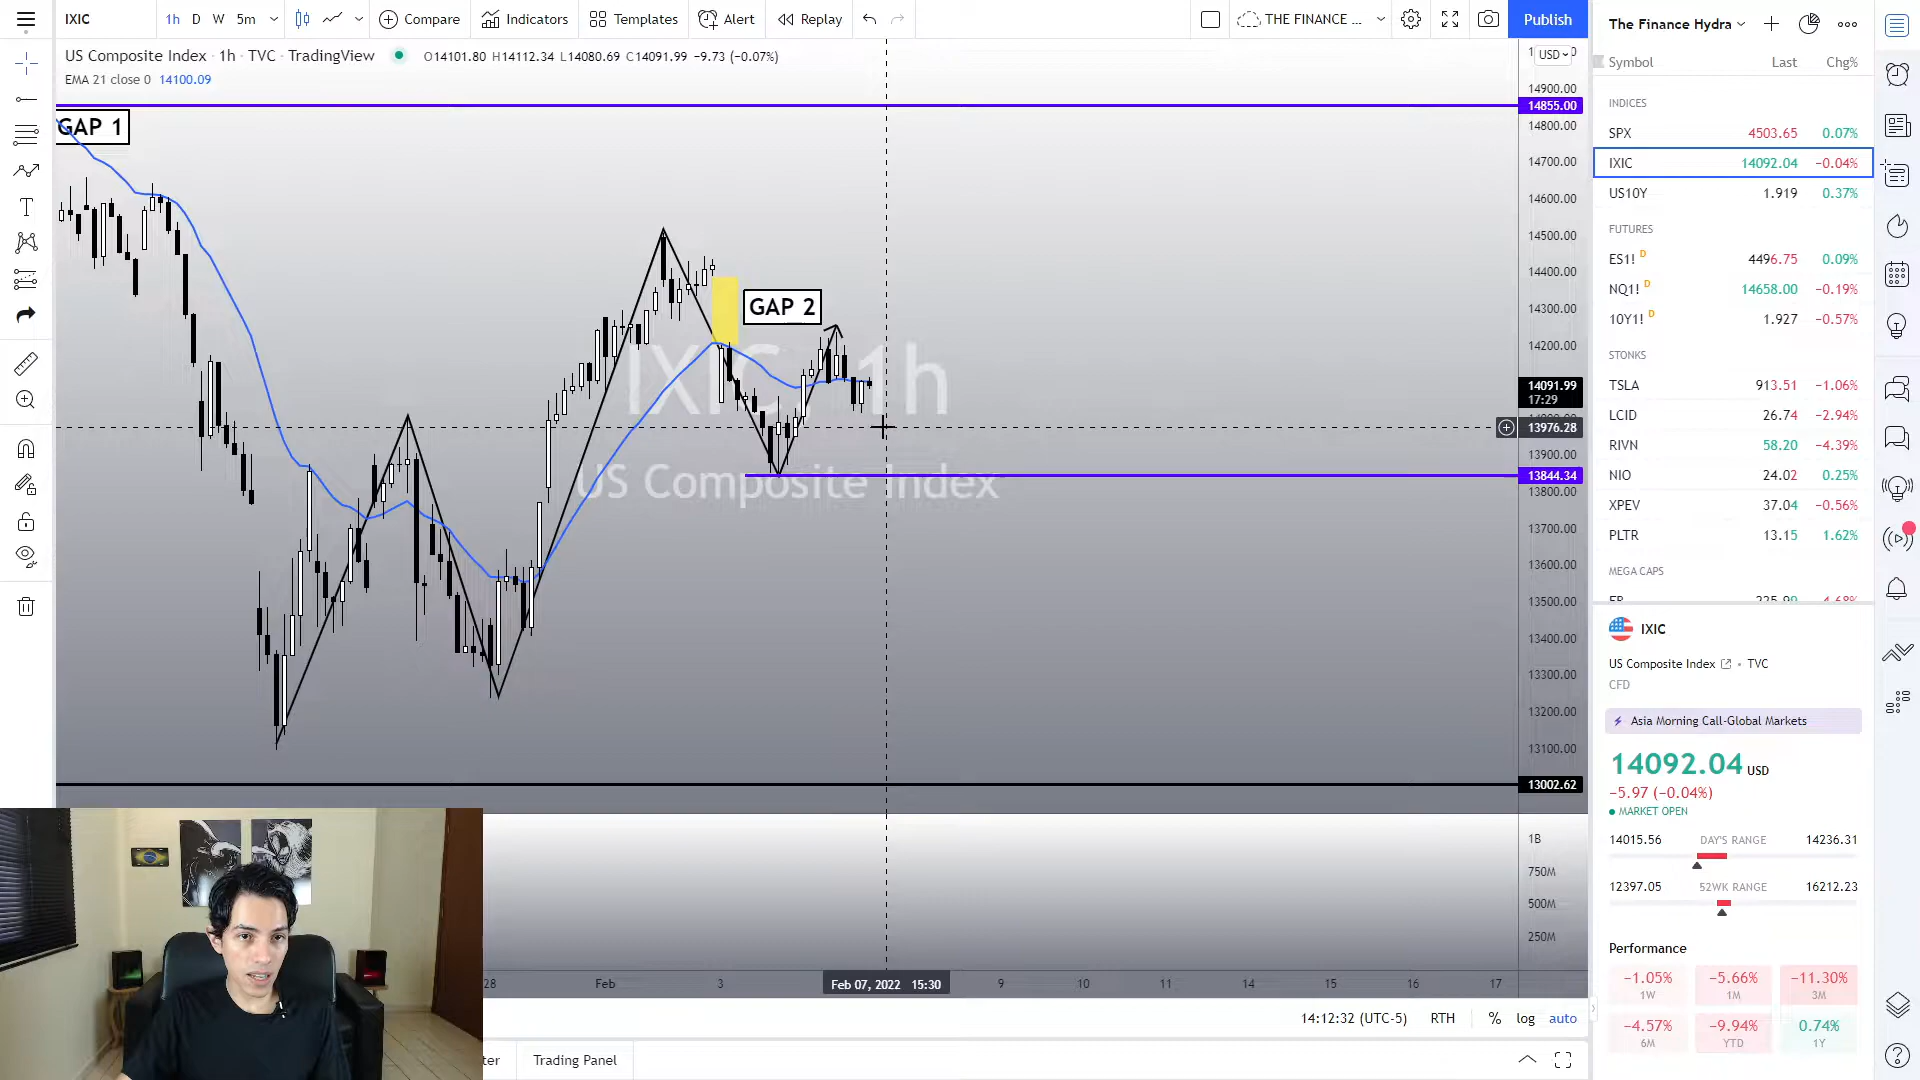 IXIC
1h D W 5m
Compare
Indicators
Templates
Alert
Replay
THE FINANCE ...
Publish
The Finance Hydra
US Composite Index · 1h · TVC · TradingView
O14101.80 H14112.34 L14080.69 C14091.99 −9.73 (−0.07%)
EMA 21 close 0 14100.09
USD
14900.00
14855.00
14800.00
14700.00
14600.00
14500.00
14400.00
14300.00
14200.00
14091.99
17:29
13976.28
13900.00
13844.34
13800.00
13700.00
13600.00
13500.00
13400.00
13300.00
13200.00
13100.00
13002.62
1B
750M
500M
250M
GAP 1
GAP 2
IXIC, 1h
US Composite Index
28 Feb 3 Feb 07, 2022 15:30 9 10 11 14 15 16 17
14:12:32 (UTC-5) RTH % log auto
ter Trading Panel
Symbol Last Chg%
INDICES
SPX 4503.65 0.07%
IXIC 14092.04 −0.04%
US10Y 1.919 0.37%
FUTURES
ES1! D 4496.75 0.09%
NQ1! D 14658.00 −0.19%
10Y1! D 1.927 −0.57%
STONKS
TSLA 913.51 −1.06%
LCID 26.74 −2.94%
RIVN 58.20 −4.39%
NIO 24.02 0.25%
XPEV 37.04 −0.56%
PLTR 13.15 1.62%
MEGA CAPS
IXIC
US Composite Index • TVC
CFD
Asia Morning Call-Global Markets
14092.04 USD
−5.97 (−0.04%)
MARKET OPEN
14015.56 DAY'S RANGE 14236.31
12397.05 52WK RANGE 16212.23
Performance
−1.05% −5.66% −11.30%
1W 1M 3M
−4.57% −9.94% 0.74%
6M YTD 1Y